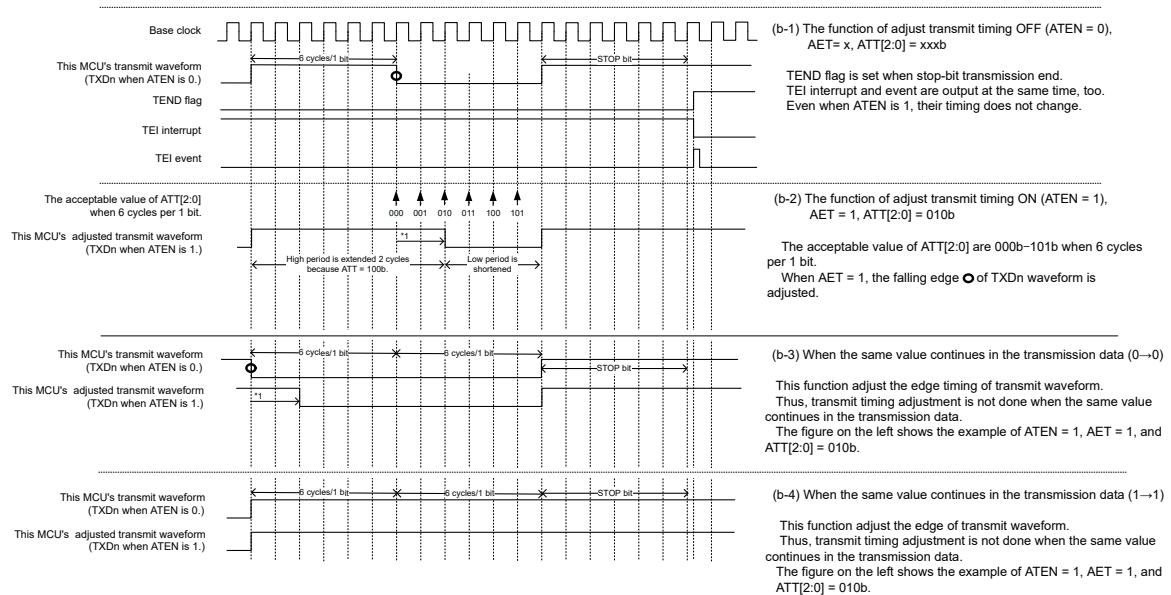 Base clock
(b-1) The function of adjust transmit timing OFF (ATEN = 0),
AET= x, ATT[2:0] = xxxb
6 cycles/1 bit
STOP bit
This MCU's transmit waveform
(TXDn when ATEN is 0.)
TEND flag is set when stop-bit transmission end.
TEI interrupt and event are output at the same time, too.
Even when ATEN is 1, their timing does not change.
TEND flag
TEI interrupt
TEI event
The acceptable value of ATT[2:0]
when 6 cycles per 1 bit.
000 001 010 011 100 101
(b-2) The function of adjust transmit timing ON (ATEN = 1),
AET = 1, ATT[2:0] = 010b
This MCU's adjusted transmit waveform
(TXDn when ATEN is 1.)
*1
High period is extended 2 cycles
because ATT = 100b.
Low period is
shortened
The acceptable value of ATT[2:0] are 000b−101b when 6 cycles
per 1 bit.
When AET = 1, the falling edge O of TXDn waveform is
adjusted.
This MCU's transmit waveform
(TXDn when ATEN is 0.)
6 cycles/1 bit
6 cycles/1 bit
STOP bit
(b-3) When the same value continues in the transmission data (0→0)
This MCU's adjusted transmit waveform
(TXDn when ATEN is 1.)
*1
This function adjust the edge timing of transmit waveform.
Thus, transmit timing adjustment is not done when the same value
continues in the transmission data.
The figure on the left shows the example of ATEN = 1, AET = 1, and
ATT[2:0] = 010b.
This MCU's transmit waveform
(TXDn when ATEN is 0.)
6 cycles/1 bit
6 cycles/1 bit
STOP bit
(b-4) When the same value continues in the transmission data (1→1)
This MCU's adjusted transmit waveform
(TXDn when ATEN is 1.)
This function adjust the edge of transmit waveform.
Thus, transmit timing adjustment is not done when the same value
continues in the transmission data.
The figure on the left shows the example of ATEN = 1, AET = 1, and
ATT[2:0] = 010b.